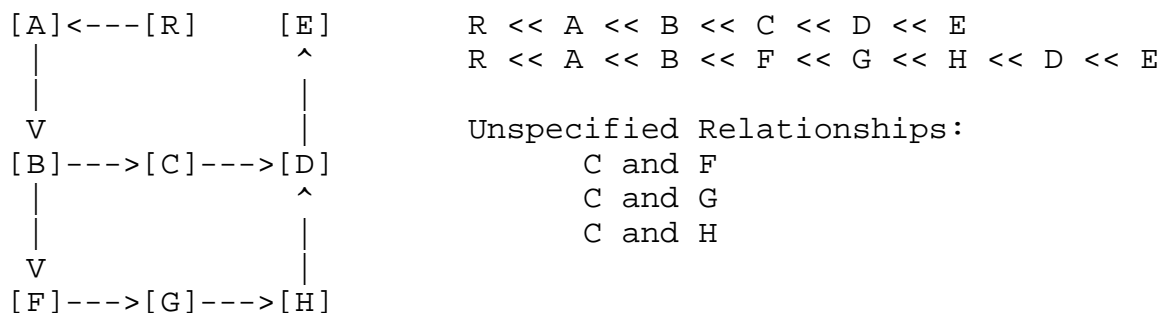 [A]<---[R]     [E]        R << A << B << C << D << E
 |              ^         R << A << B << F << G << H << D << E
 |              |
 V              |         Unspecified Relationships:
[B]--->[C]--->[D]               C and F
 |              ^               C and G
 |              |               C and H
 V              |
[F]--->[G]--->[H]